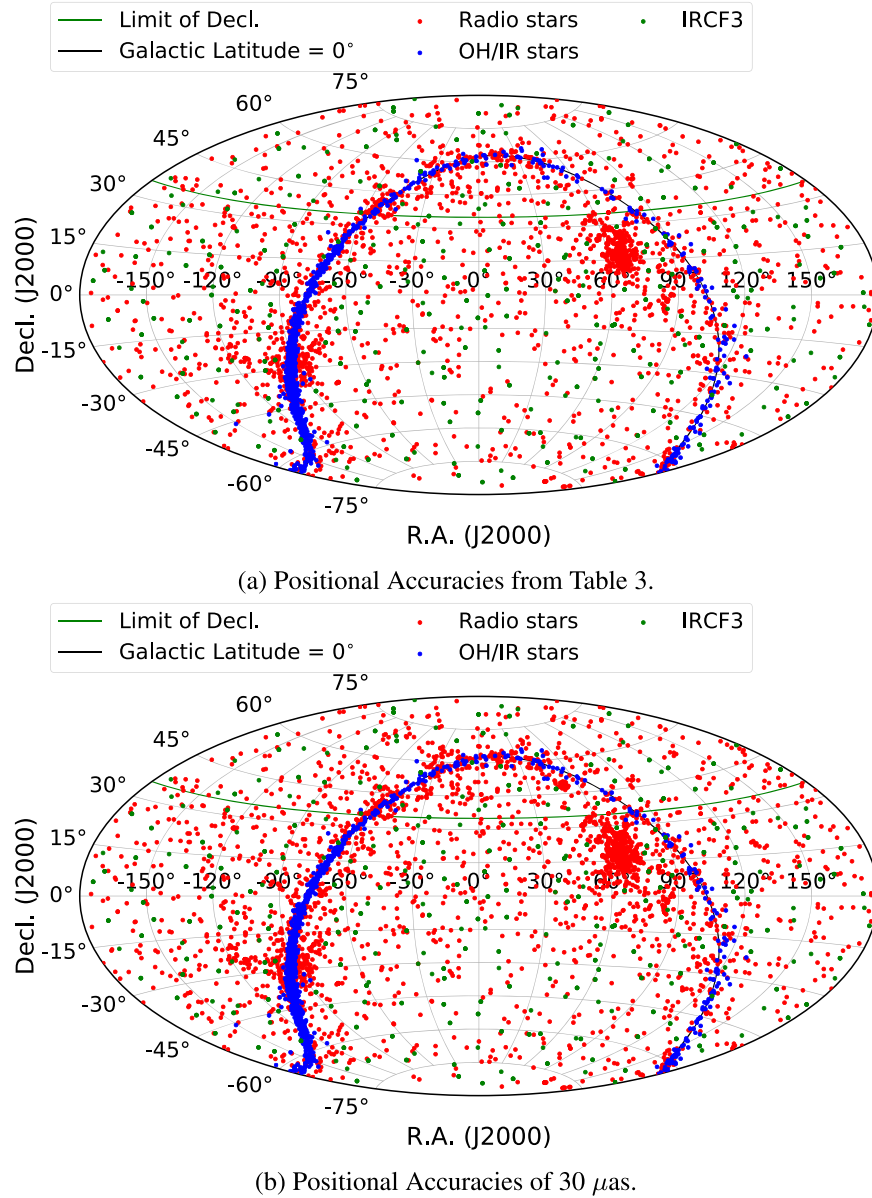 Limit of Decl.
Galactic Latitude = 0°
Radio stars
OH/IR stars
IRCF3
75°
60°
45°
30°
15°
0°
-15°
-30°
-45°
-60°
-75°
-150° -120° -90° -60° -30° 0° 30° 60° 90° 120° 150°
Decl. (J2000)
R.A. (J2000)
(a) Positional Accuracies from Table 3.
Limit of Decl.
Galactic Latitude = 0°
Radio stars
OH/IR stars
IRCF3
75°
60°
45°
30°
15°
0°
-15°
-30°
-45°
-60°
-75°
-150° -120° -90° -60° -30° 0° 30° 60° 90° 120° 150°
Decl. (J2000)
R.A. (J2000)
(b) Positional Accuracies of 30 μas.